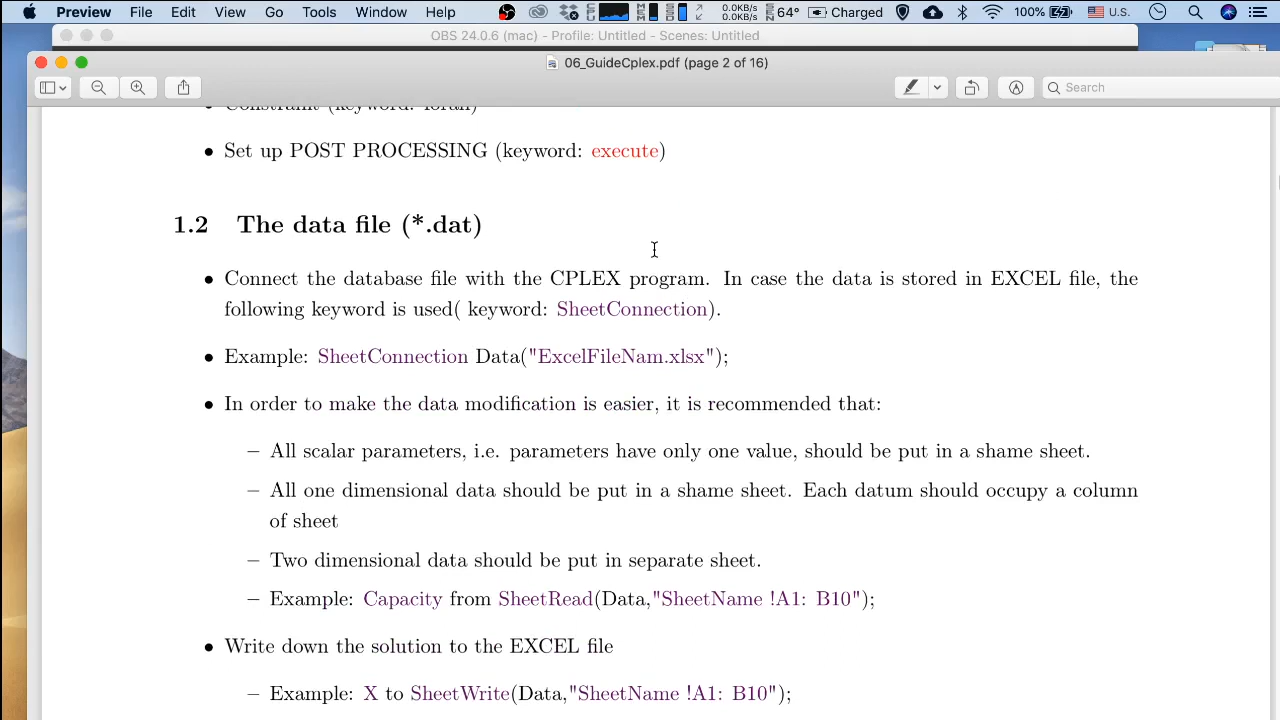 Preview File Edit View Go Tools Window Help 0.0KB/s 0.0KB/s 64° Charged 100% U.S.
OBS 24.0.6 (mac) - Profile: Untitled - Scenes: Untitled
06_GuideCplex.pdf (page 2 of 16)
Search
• Constraint (keyword: forall)
• Set up POST PROCESSING (keyword: execute)
1.2 The data file (*.dat)
• Connect the database file with the CPLEX program. In case the data is stored in EXCEL file, the
following keyword is used( keyword: SheetConnection).
• Example: SheetConnection Data("ExcelFileNam.xlsx");
• In order to make the data modification is easier, it is recommended that:
– All scalar parameters, i.e. parameters have only one value, should be put in a shame sheet.
– All one dimensional data should be put in a shame sheet. Each datum should occupy a column
of sheet
– Two dimensional data should be put in separate sheet.
– Example: Capacity from SheetRead(Data,"SheetName !A1: B10");
• Write down the solution to the EXCEL file
– Example: X to SheetWrite(Data,"SheetName !A1: B10");